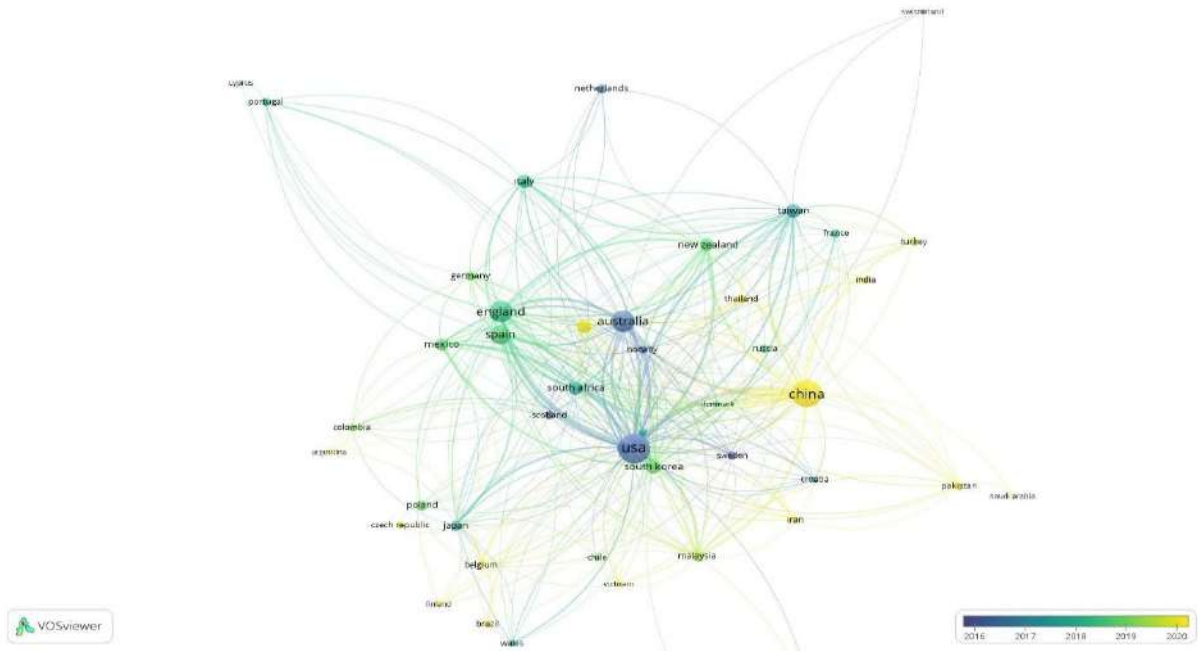 switzerland
cyprus
netherlands
portugal
italy
taiwan
france
new zealand
turkey
germany
india
thailand
england
australia
spain
mexico
norway
russia
south africa
china
denmark
scotland
colombia
usa
argentina
sweden
south korea
croatia
pakistan
saudi arabia
poland
iran
czech republic
japan
chile
malaysia
belgium
vietnam
finland
brazil
wales
VOSviewer
2016 2017 2018 2019 2020